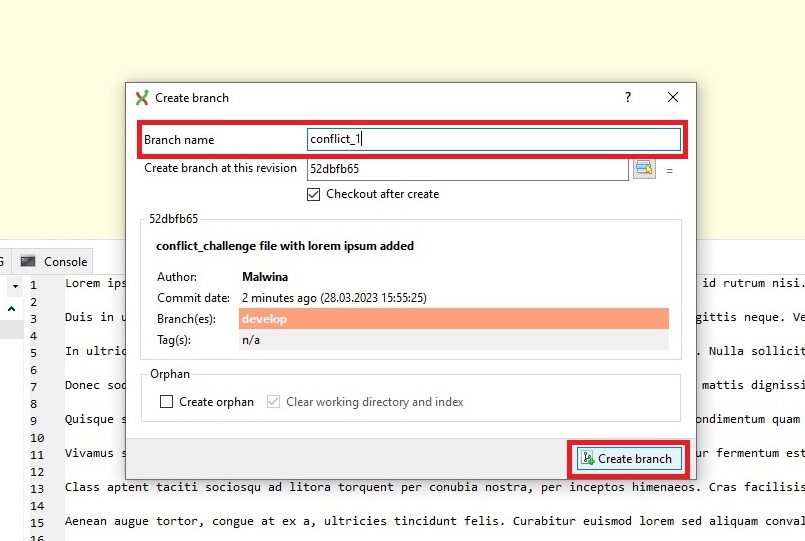 Create branch ?
Branch name conflict_1
Create branch at this revision 52dbfb65 =
Checkout after create
52dbfb65
conflict_challenge file with lorem ipsum added
G Console
Author: Malwina
1 Lorem ips id rutrum nisi.
Commit date: 2 minutes ago (28.03.2023 15:55:25)
2
Branch(es): develop
3 Duis in u gittis neque. Ve
Tag(s): n/a
4
5 In ultric . Nulla sollicit
6
Orphan
7 Donec sod mattis dignissi
8
Create orphan Clear working directory and index
9 Quisque s ondimentum quam
10
11 Vivamus s ur fermentum est
Create branch
12
13 Class aptent taciti sociosqu ad litora torquent per conubia nostra, per inceptos himenaeos. Cras facilisis
14
15 Aenean augue tortor, congue at ex a, ultricies tincidunt felis. Curabitur euismod lorem sed aliquam conval
16